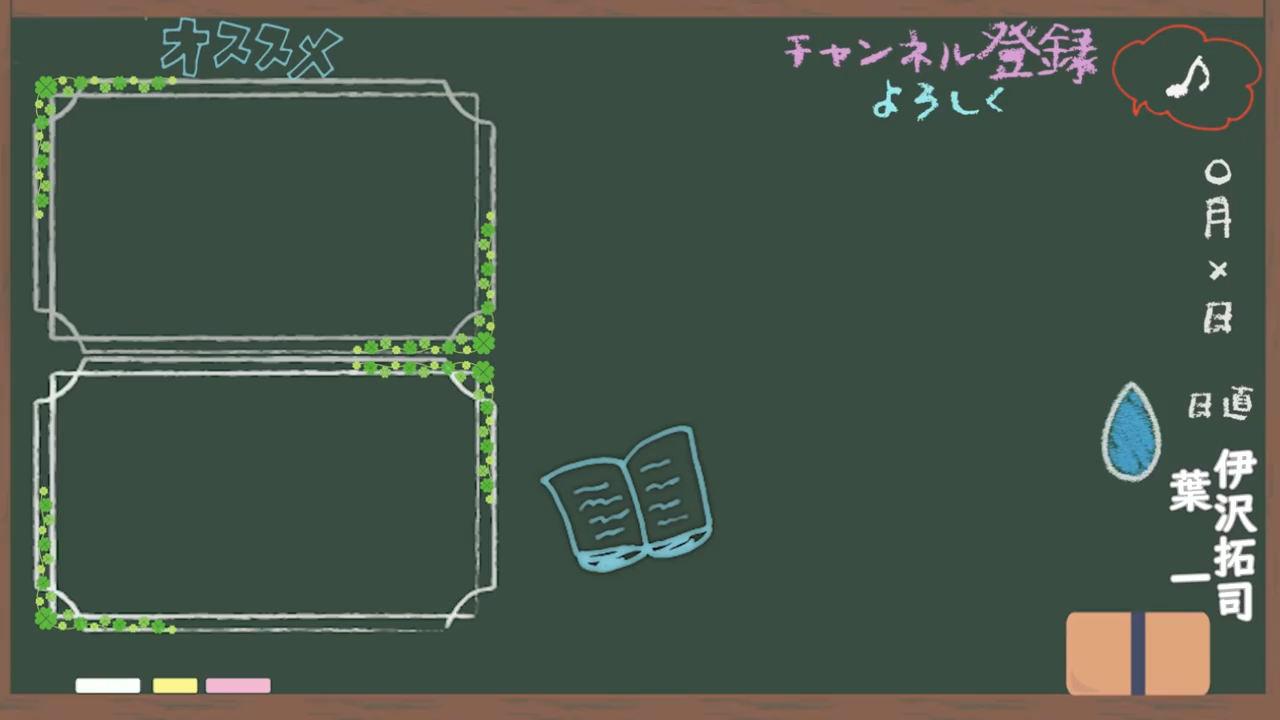 オススメ
チャンネル登録
よろしく
〇月×日
日直
伊沢拓司
葉一